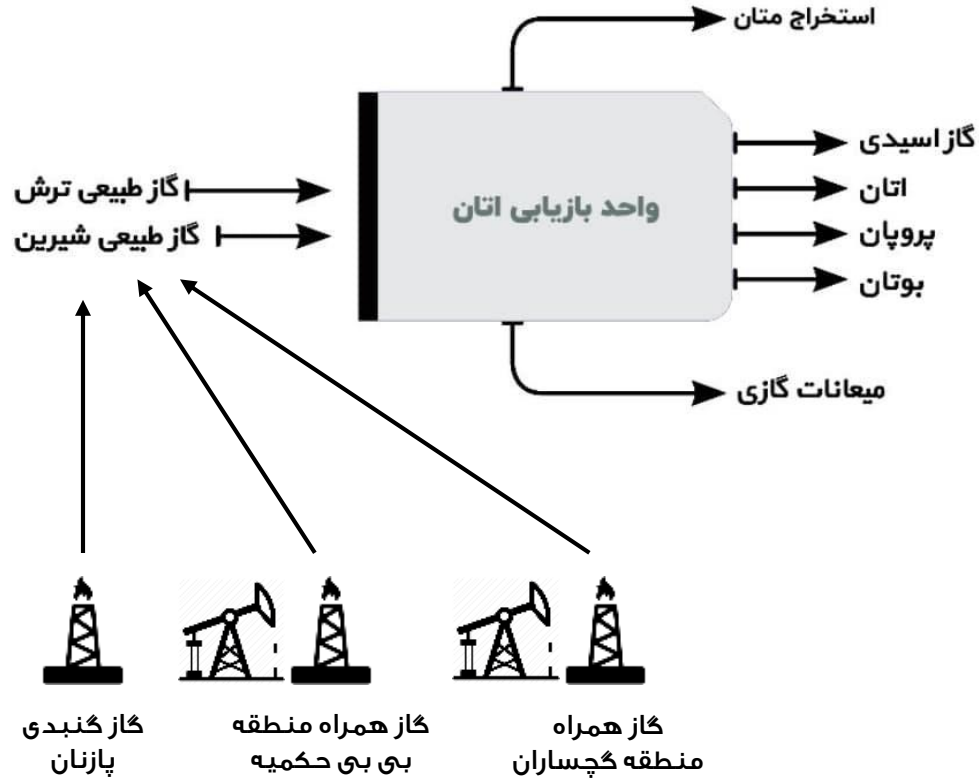 استخراج متان
گاز اسیدی
اتان
پروپان
بوتان
گاز طبیعی ترش
گاز طبیعی شیرین
واحد بازیابی اتان
میعانات گازی
گاز همراه
منطقه گچساران
گاز همراه منطقه
بی بی حکمیه
گاز گنبدی
پازنان